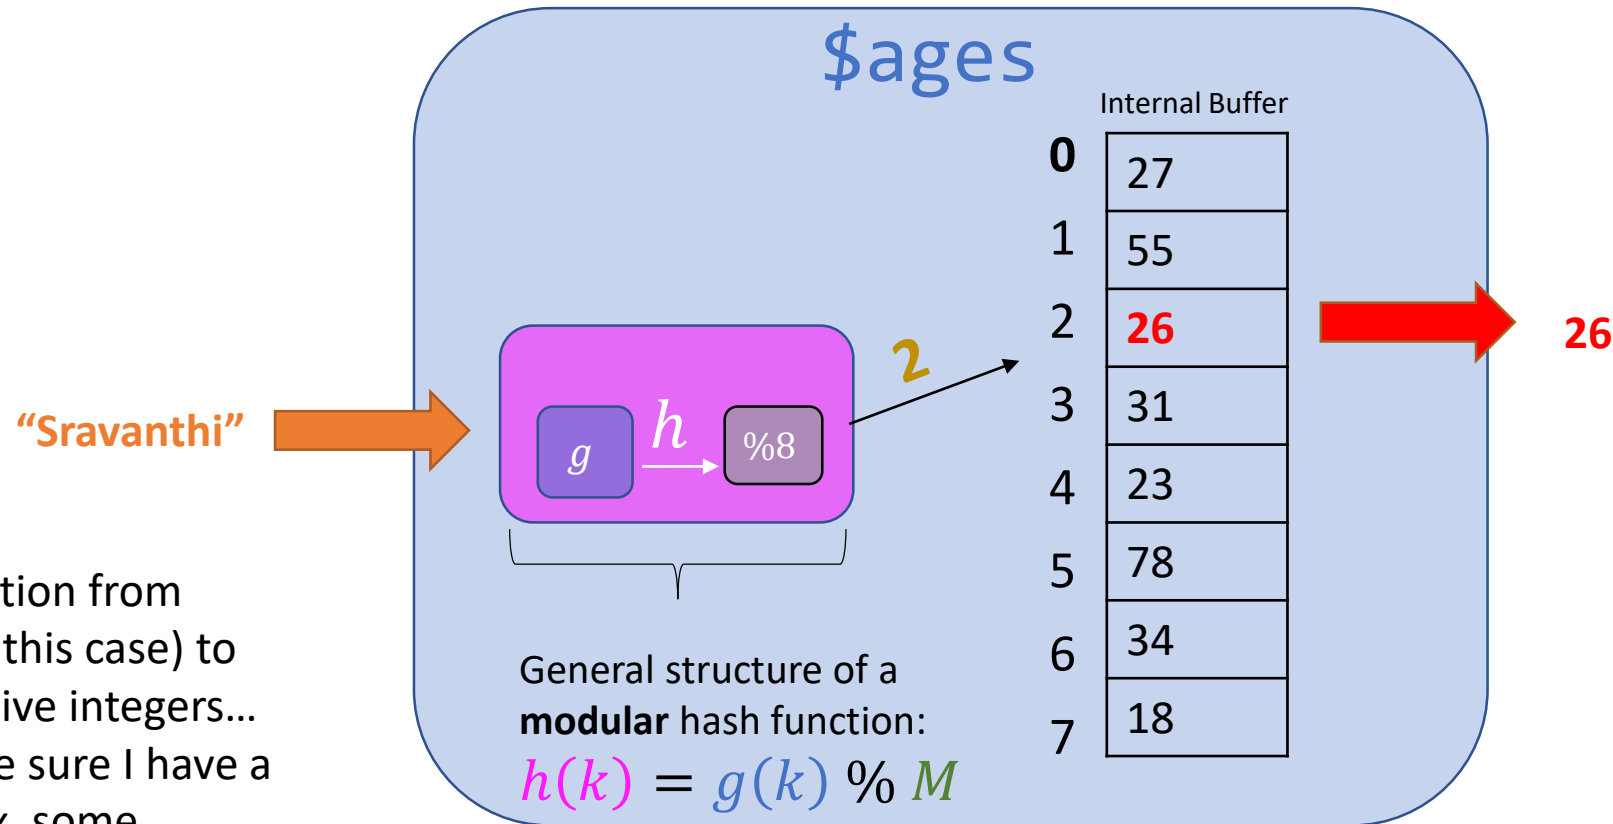 $ages
Internal Buffer
0 27
1 55
2 26
3 31
4 23
5 78
6 34
7 18
26
“Sravanthi”
g h %8
2
tion from
this case) to
ive integers…
e sure I have a
some
General structure of a
modular hash function:
h(k) = g(k) % M